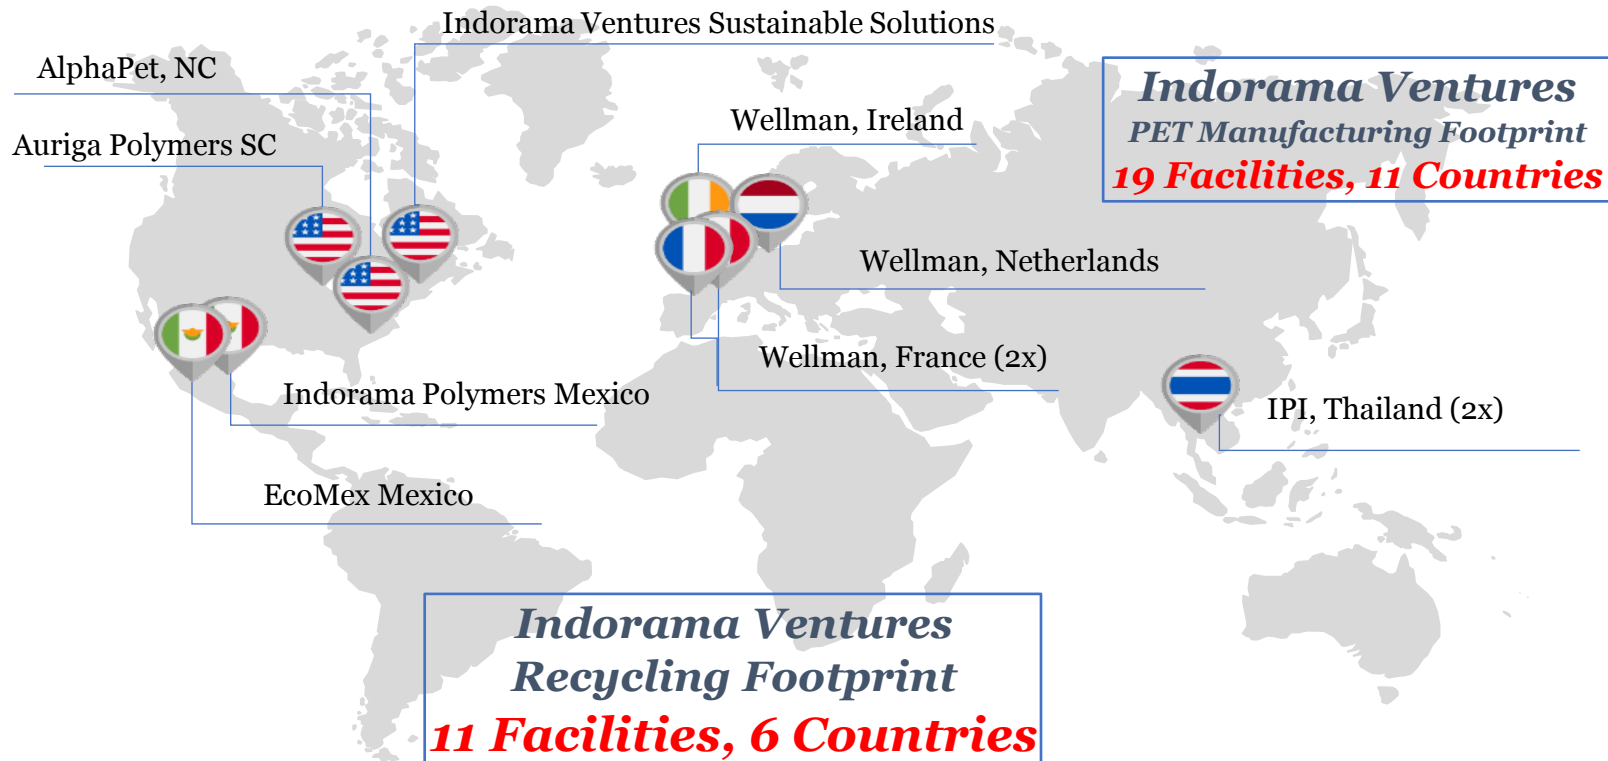 Indorama Ventures Sustainable Solutions
AlphaPet, NC
Auriga Polymers SC
Wellman, Ireland
Indorama Ventures
PET Manufacturing Footprint
19 Facilities, 11 Countries
Wellman, Netherlands
Wellman, France (2x)
Indorama Polymers Mexico
IPI, Thailand (2x)
EcoMex Mexico
Indorama Ventures
Recycling Footprint
11 Facilities, 6 Countries